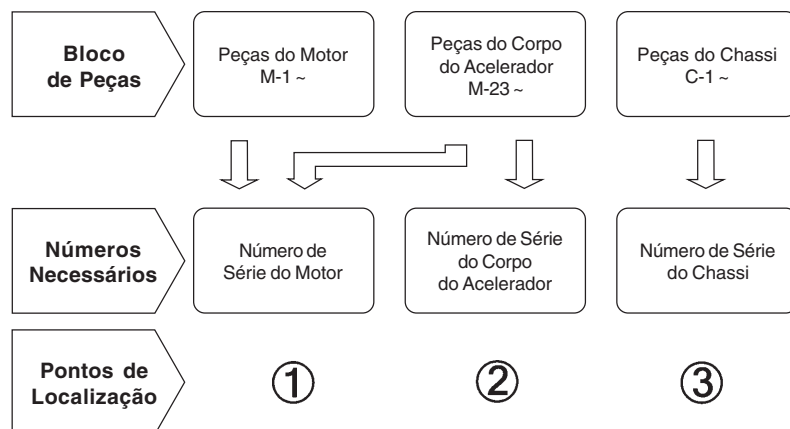 Bloco
de Peças
Peças do Motor
M-1 ~
Peças do Corpo
do Acelerador
M-23 ~
Peças do Chassi
C-1 ~
Números
Necessários
Número de
Série do Motor
Número de Série
do Corpo
do Acelerador
Número de Série
do Chassi
Pontos de
Localização
①
②
③